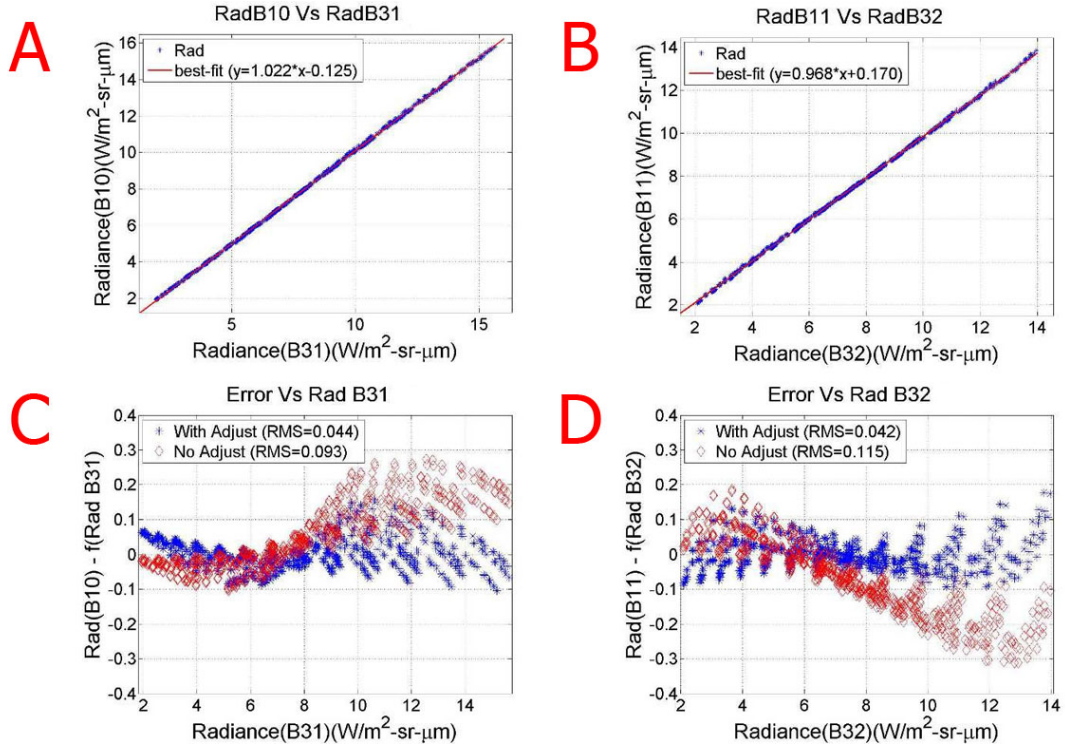 A
RadB10 Vs RadB31
Radiance(B10)(W/m²-sr-μm)
16
14
12
10
8
6
4
2
Rad
best-fit (y=1.022*x-0.125)
5
10
15
Radiance(B31)(W/m²-sr-μm)
B
RadB11 Vs RadB32
Radiance(B11)(W/m²-sr-μm)
14
12
10
8
6
4
2
Rad
best-fit (y=0.968*x+0.170)
2
4
6
8
10
12
14
Radiance(B32)(W/m²-sr-μm)
C
Error Vs Rad B31
Rad(B10) - f(Rad B31)
0.4
0.3
0.2
0.1
0
-0.1
-0.2
-0.3
-0.4
With Adjust (RMS=0.044)
No Adjust (RMS=0.093)
2
4
6
8
10
12
14
Radiance(B31)(W/m²-sr-μm)
D
Error Vs Rad B32
Rad(B11) - f(Rad B32)
0.4
0.3
0.2
0.1
0
-0.1
-0.2
-0.3
-0.4
With Adjust (RMS=0.042)
No Adjust (RMS=0.115)
2
4
6
8
10
12
14
Radiance(B32)(W/m²-sr-μm)